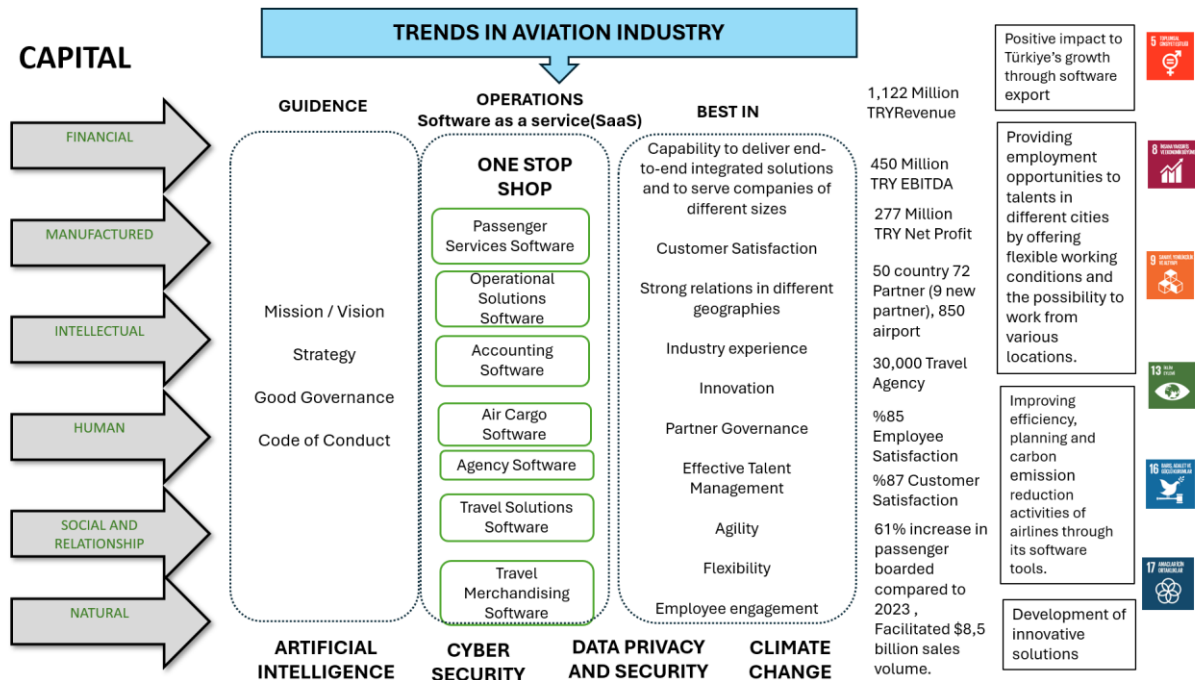 TRENDS IN AVIATION INDUSTRY
CAPITAL
FINANCIAL
MANUFACTURED
INTELLECTUAL
HUMAN
SOCIAL AND
RELATIONSHIP
NATURAL
GUIDENCE
Mission / Vision
Strategy
Good Governance
Code of Conduct
OPERATIONS
Software as a service(SaaS)
ONE STOP
SHOP
Passenger
Services Software
Operational
Solutions
Software
Accounting
Software
Air Cargo
Software
Agency Software
Travel Solutions
Software
Travel
Merchandising
Software
BEST IN
Capability to deliver end-
to-end integrated solutions
and to serve companies of
different sizes
Customer Satisfaction
Strong relations in different
geographies
Industry experience
Innovation
Partner Governance
Effective Talent
Management
Agility
Flexibility
Employee engagement
ARTIFICIAL
INTELLIGENCE
CYBER
SECURITY
DATA PRIVACY
AND SECURITY
CLIMATE
CHANGE
1,122 Million
TRYRevenue
450 Million
TRY EBITDA
277 Million
TRY Net Profit
50 country 72
Partner (9 new
partner), 850
airport
30,000 Travel
Agency
%85
Employee
Satisfaction
%87 Customer
Satisfaction
61% increase in
passenger
boarded
compared to
2023 ,
Facilitated $8,5
billion sales
volume.
Positive impact to
Türkiye's growth
through software
export
Providing
employment
opportunities to
talents in
different cities
by offering
flexible working
conditions and
the possibility to
work from
various
locations.
Improving
efficiency,
planning and
carbon
emission
reduction
activities of
airlines through
its software
tools.
Development of
innovative
solutions
5
8
9
13
16
17